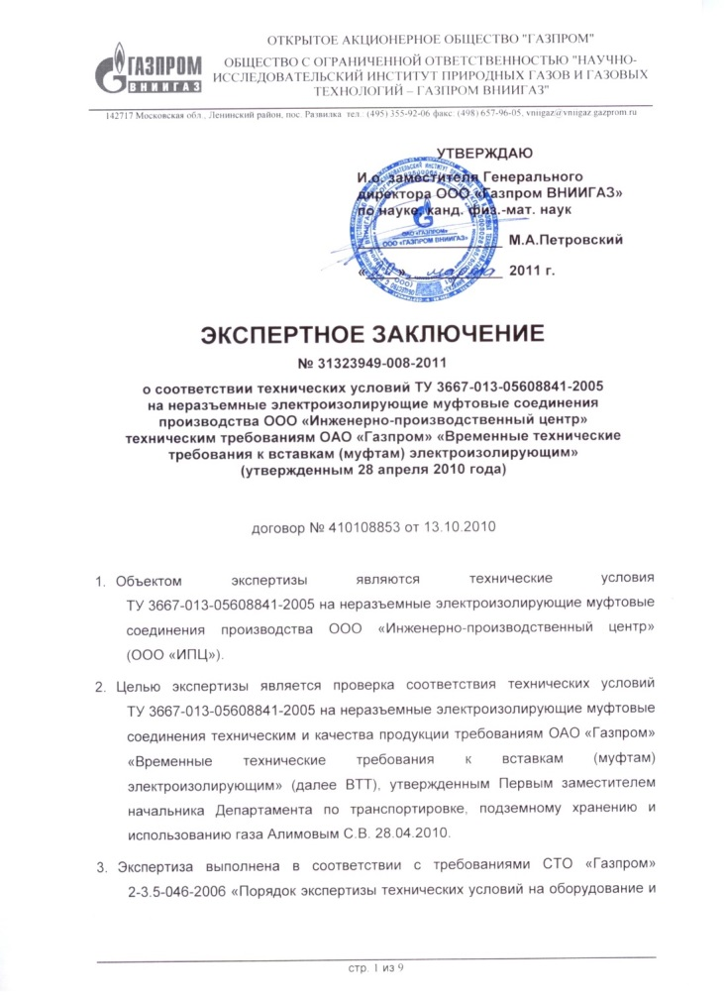 ГАЗПРОМ
ВНИИГАЗ
ОТКРЫТОЕ АКЦИОНЕРНОЕ ОБЩЕСТВО "ГАЗПРОМ"
ОБЩЕСТВО С ОГРАНИЧЕННОЙ ОТВЕТСТВЕННОСТЬЮ "НАУЧНО-
ИССЛЕДОВАТЕЛЬСКИЙ ИНСТИТУТ ПРИРОДНЫХ ГАЗОВ И ГАЗОВЫХ
ТЕХНОЛОГИЙ – ГАЗПРОМ ВНИИГАЗ"
142717 Московская обл., Ленинский район, пос. Развилка тел.: (495) 355-92-06 факс: (498) 657-96-05, vniigaz@vniigaz.gazprom.ru
УТВЕРЖДАЮ
И.о. заместителя Генерального
директора ООО «Газпром ВНИИГАЗ»
по науке, канд. физ.-мат. наук
ОАО «ГАЗПРОМ»
ООО «ГАЗПРОМ ВНИИГАЗ»
М.А.Петровский
« » марта 2011 г.
ЭКСПЕРТНОЕ ЗАКЛЮЧЕНИЕ
№ 31323949-008-2011
о соответствии технических условий ТУ 3667-013-05608841-2005
на неразъемные электроизолирующие муфтовые соединения
производства ООО «Инженерно-производственный центр»
техническим требованиям ОАО «Газпром» «Временные технические
требования к вставкам (муфтам) электроизолирующим»
(утвержденным 28 апреля 2010 года)
договор № 410108853 от 13.10.2010
1. Объектом экспертизы являются технические условия
ТУ 3667-013-05608841-2005 на неразъемные электроизолирующие муфтовые
соединения производства ООО «Инженерно-производственный центр»
(ООО «ИПЦ»).
2. Целью экспертизы является проверка соответствия технических условий
ТУ 3667-013-05608841-2005 на неразъемные электроизолирующие муфтовые
соединения техническим и качества продукции требованиям ОАО «Газпром»
«Временные технические требования к вставкам (муфтам)
электроизолирующим» (далее ВТТ), утвержденным Первым заместителем
начальника Департамента по транспортировке, подземному хранению и
использованию газа Алимовым С.В. 28.04.2010.
3. Экспертиза выполнена в соответствии с требованиями СТО «Газпром»
2-3.5-046-2006 «Порядок экспертизы технических условий на оборудование и
стр. 1 из 9